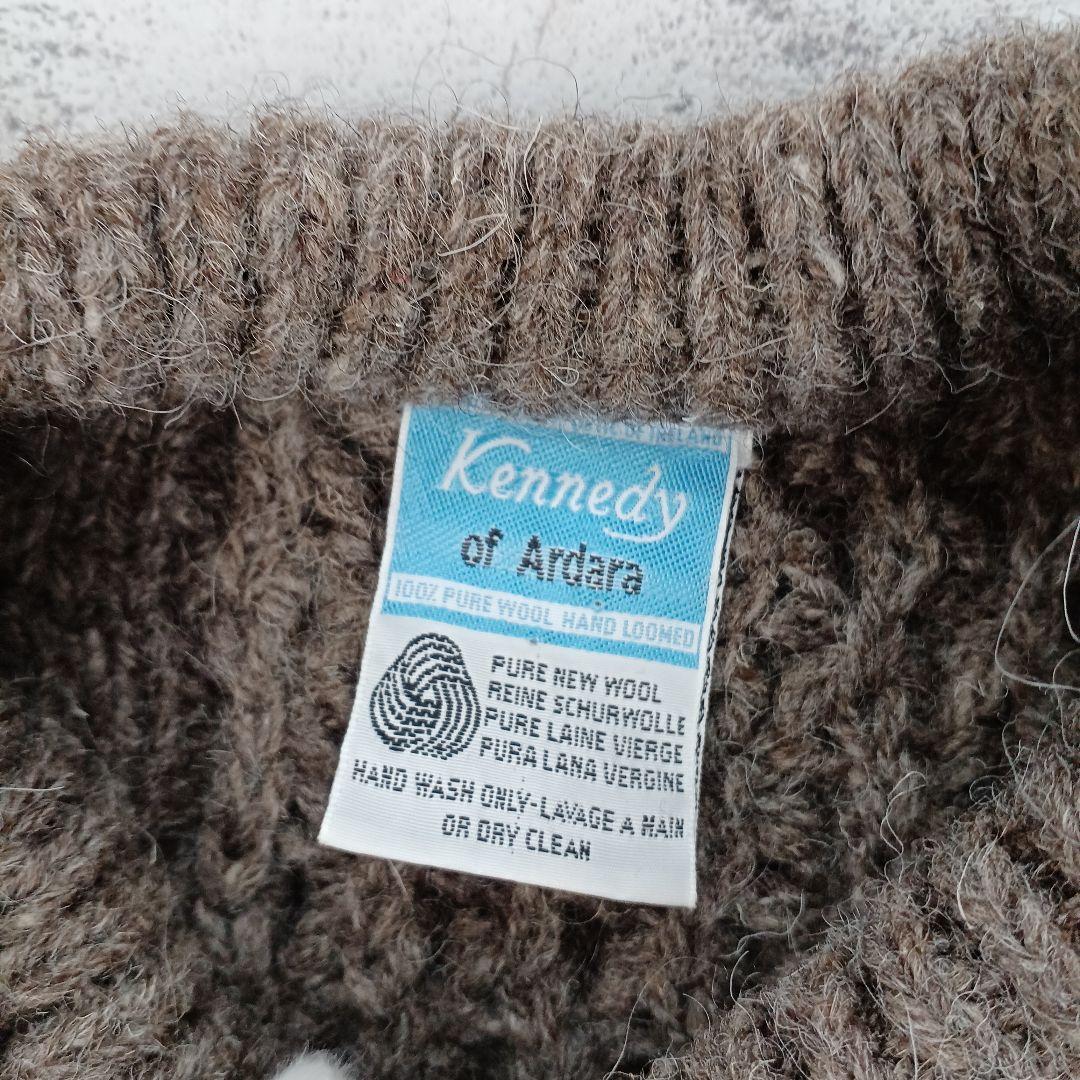 IRELAND
Kennedy
of Ardara
100% PURE WOOL HAND LOOMED
PURE NEW WOOL
REINE SCHURWOLLE
PURE LAINE VIERGE
PURA LANA VERGINE
HAND WASH ONLY-LAVAGE A MAIN
OR DRY CLEAN